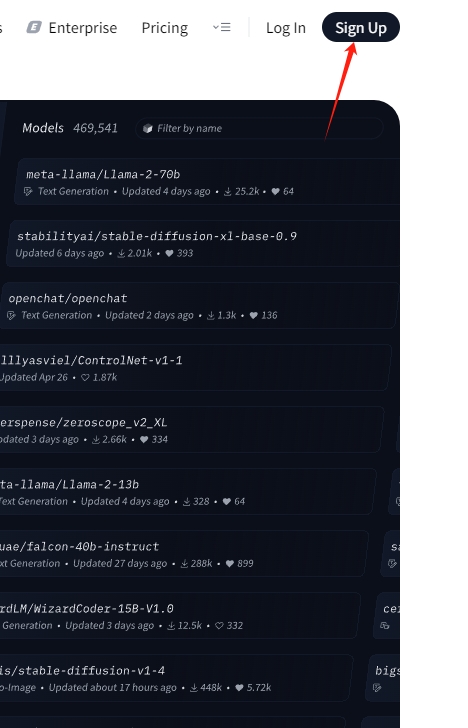 s Enterprise Pricing Log In Sign Up
Models 469,541 Filter by name
meta-llama/Llama-2-70b
Text Generation • Updated 4 days ago • 25.2k • 64
stabilityai/stable-diffusion-xl-base-0.9
Updated 6 days ago • 2.01k • 393
openchat/openchat
Text Generation • Updated 2 days ago • 1.3k • 136
lllyasviel/ControlNet-v1-1
Updated Apr 26 • 1.87k
erspense/zeroscope_v2_XL
pdated 3 days ago • 2.66k • 334
ta-llama/Llama-2-13b
Text Generation • Updated 4 days ago • 328 • 64
uae/falcon-40b-instruct
xt Generation • Updated 27 days ago • 288k • 899
rdLM/WizardCoder-15B-V1.0
Generation • Updated 3 days ago • 12.5k • 332
is/stable-diffusion-v1-4
o-Image • Updated about 17 hours ago • 448k • 5.72k
bigs